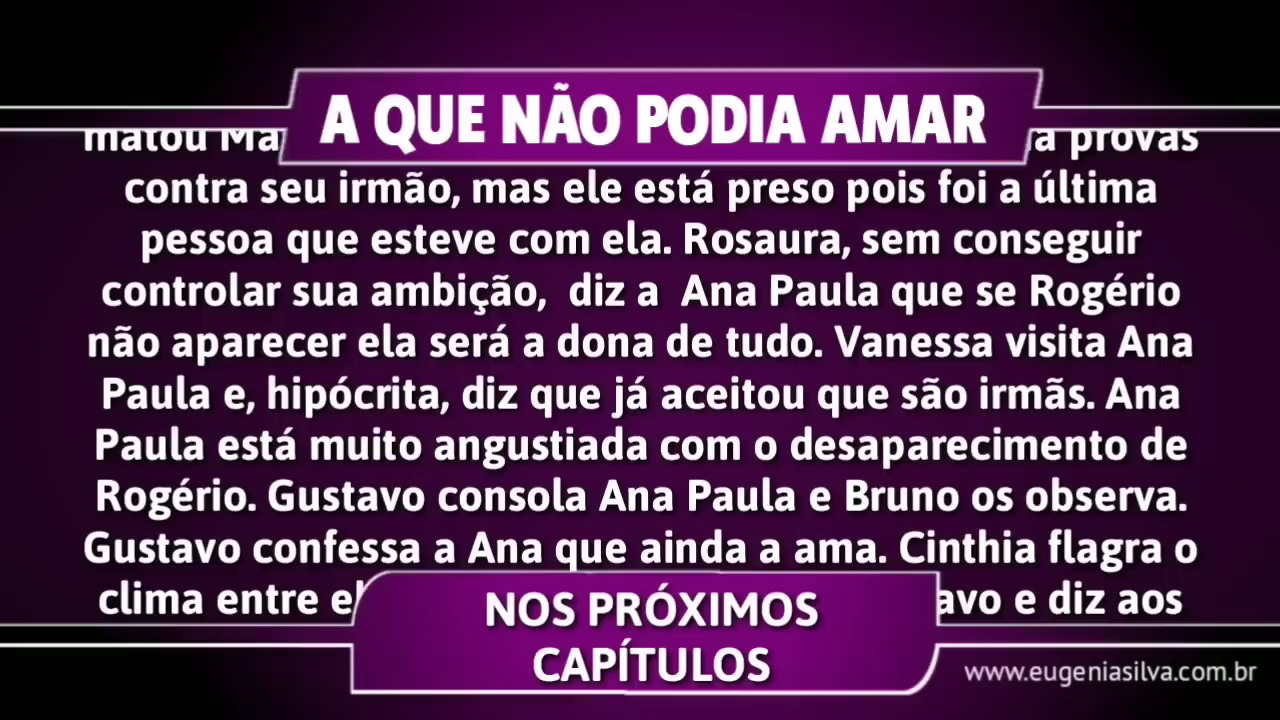 A QUE NÃO PODIA AMAR
matou provas
contra seu irmão, mas ele está preso pois foi a última
pessoa que esteve com ela. Rosaura, sem conseguir
controlar sua ambição, diz a Ana Paula que se Rogério
não aparecer ela será a dona de tudo. Vanessa visita Ana
Paula e, hipócrita, diz que já aceitou que são irmãs. Ana
Paula está muito angustiada com o desaparecimento de
Rogério. Gustavo consola Ana Paula e Bruno os observa.
Gustavo confessa a Ana que ainda a ama. Cinthia flagra o
clima entre e diz aos
NOS PRÓXIMOS
CAPÍTULOS
www.eugeniasilva.com.br